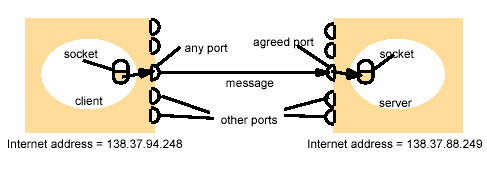 socket
any port
agreed port
socket
message
client
server
other ports
Internet address = 138.37.94.248
Internet address = 138.37.88.249